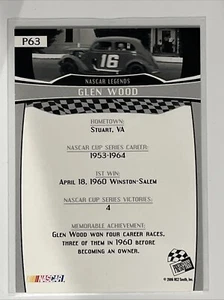 P63
16
NASCAR LEGENDS
GLEN WOOD
HOMETOWN:
STUART, VA
NASCAR CUP SERIES CAREER:
1953-1964
1ST WIN:
APRIL 18, 1960 WINSTON-SALEM
NASCAR CUP SERIES VICTORIES:
4
MEMORABLE ACHIEVEMENT:
GLEN WOOD WON FOUR CAREER RACES,
THREE OF THEM IN 1960 BEFORE
BECOMING AN OWNER.
NASCAR
PRESS PASS